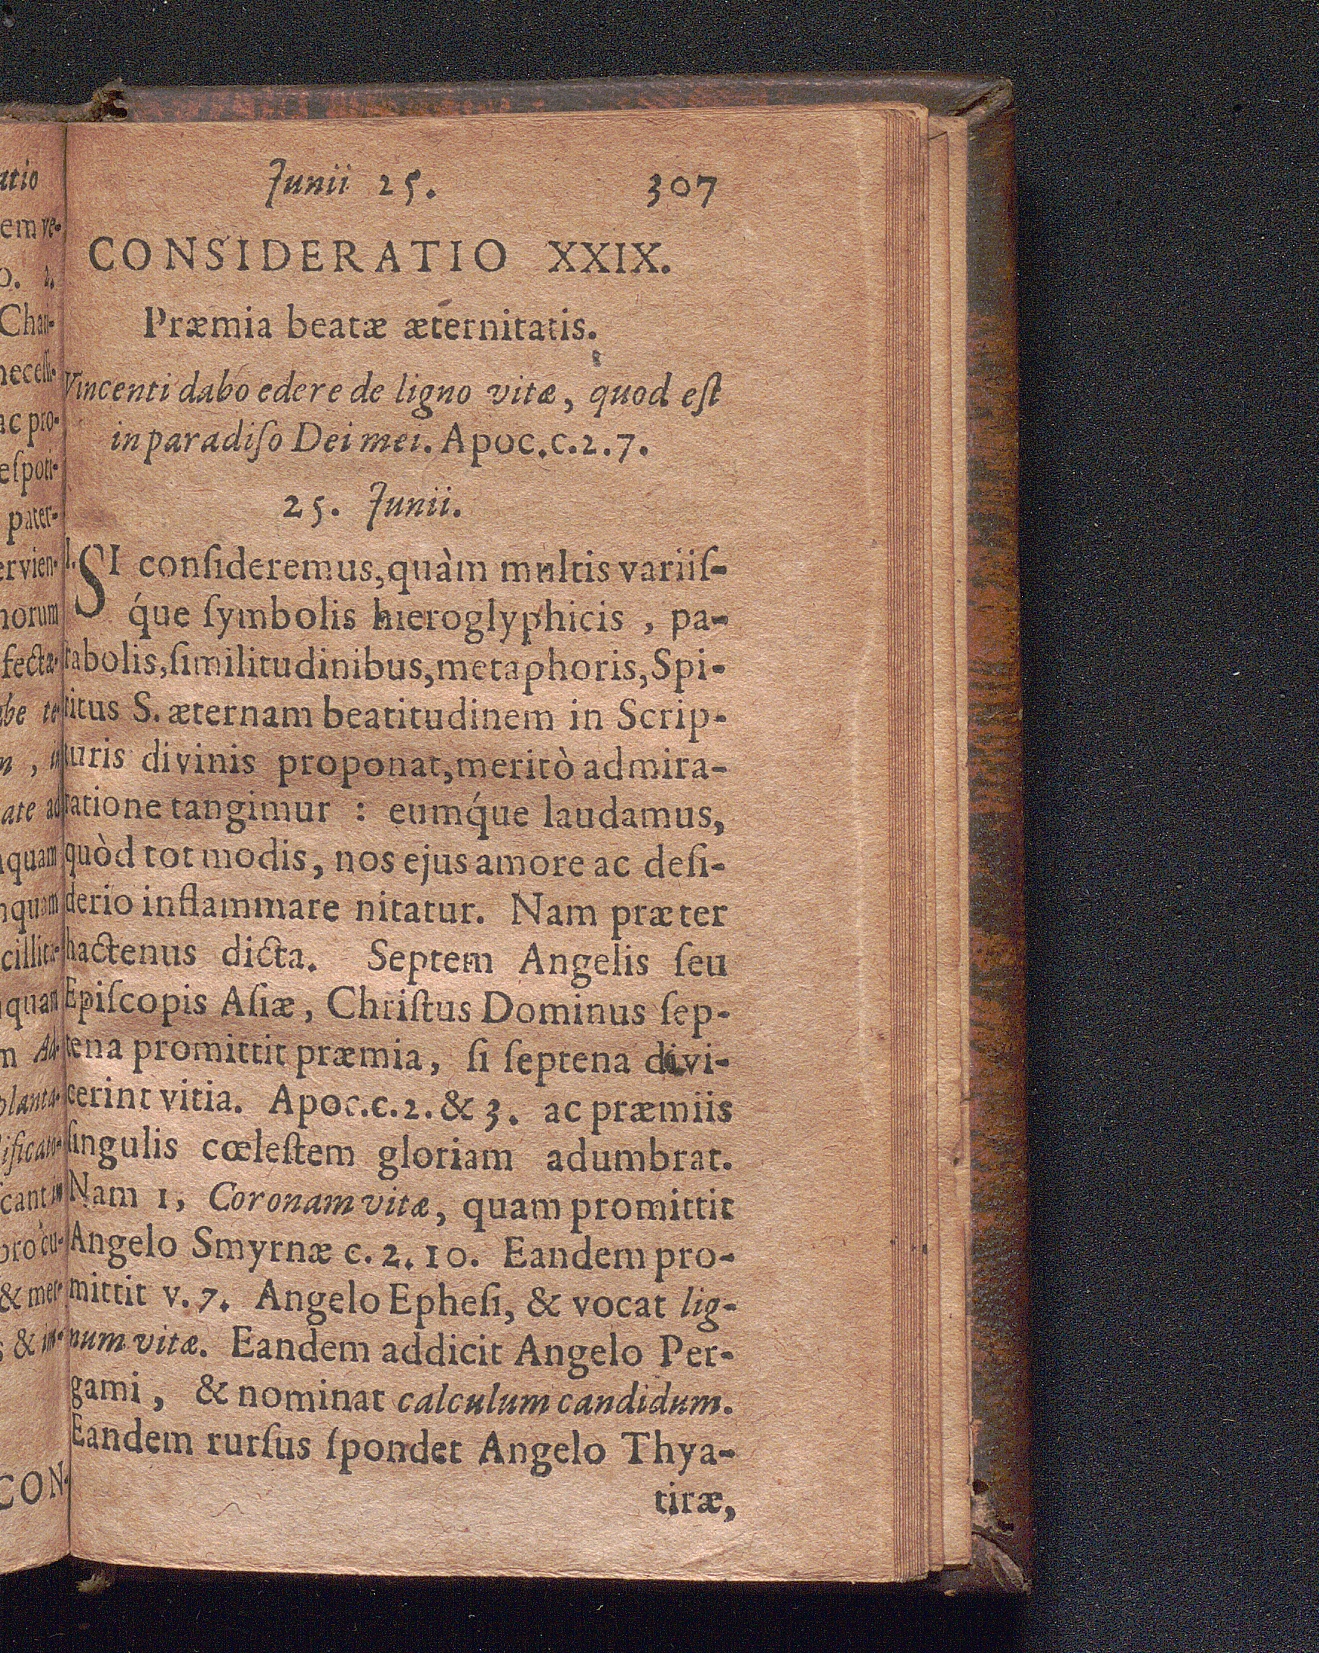 Junii 25. 307
CONSIDERATIO XXIX.
Præmia beatæ æternitatis.
Vincenti dabo edere de ligno vitæ, quod eſt
in paradiſo Dei mei. Apoc. c. 2. 7.
25. Junii.
I. SI conſideremus, quàm multis variiſ-
q́ue ſymbolis hieroglyphicis , pa-
rabolis, ſimilitudinibus, metaphoris, Spi-
ritus S. æternam beatitudinem in Scrip-
turis divinis proponat, meritò admira-
ratione tangimur : eumq́ue laudamus,
quòd tot modis, nos ejus amore ac deſi-
derio inflammare nitatur. Nam præter
hactenus dicta. Septem Angelis ſeu
Epiſcopis Aſiæ, Chriſtus Dominus ſep-
tena promittit præmia, ſi ſeptena divi-
cerint vitia. Apoc. c. 2. & 3. ac præmiis
ſingulis cœleſtem gloriam adumbrat.
Nam 1, Coronam vitæ, quam promittit
Angelo Smyrnæ c. 2. 10. Eandem pro-
mittit v. 7. Angelo Epheſi, & vocat lig-
num vitæ. Eandem addicit Angelo Per-
gami, & nominat calculum candidum.
Eandem rurſus ſpondet Angelo Thya-
tiræ,